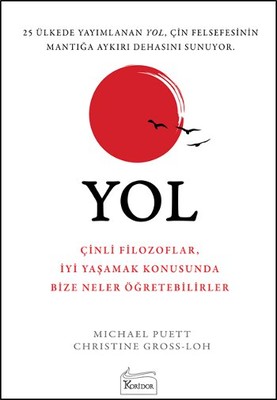 25 ÜLKEDE YAYIMLANAN YOL, ÇİN FELSEFESİNİN
MANTIĞA AYKIRI DEHASINI SUNUYOR.
YOL
ÇİNLİ FİLOZOFLAR,
İYİ YAŞAMAK KONUSUNDA
BİZE NELER ÖĞRETEBİLİRLER
MICHAEL PUETT
CHRISTINE GROSS-LOH
KORİDOR